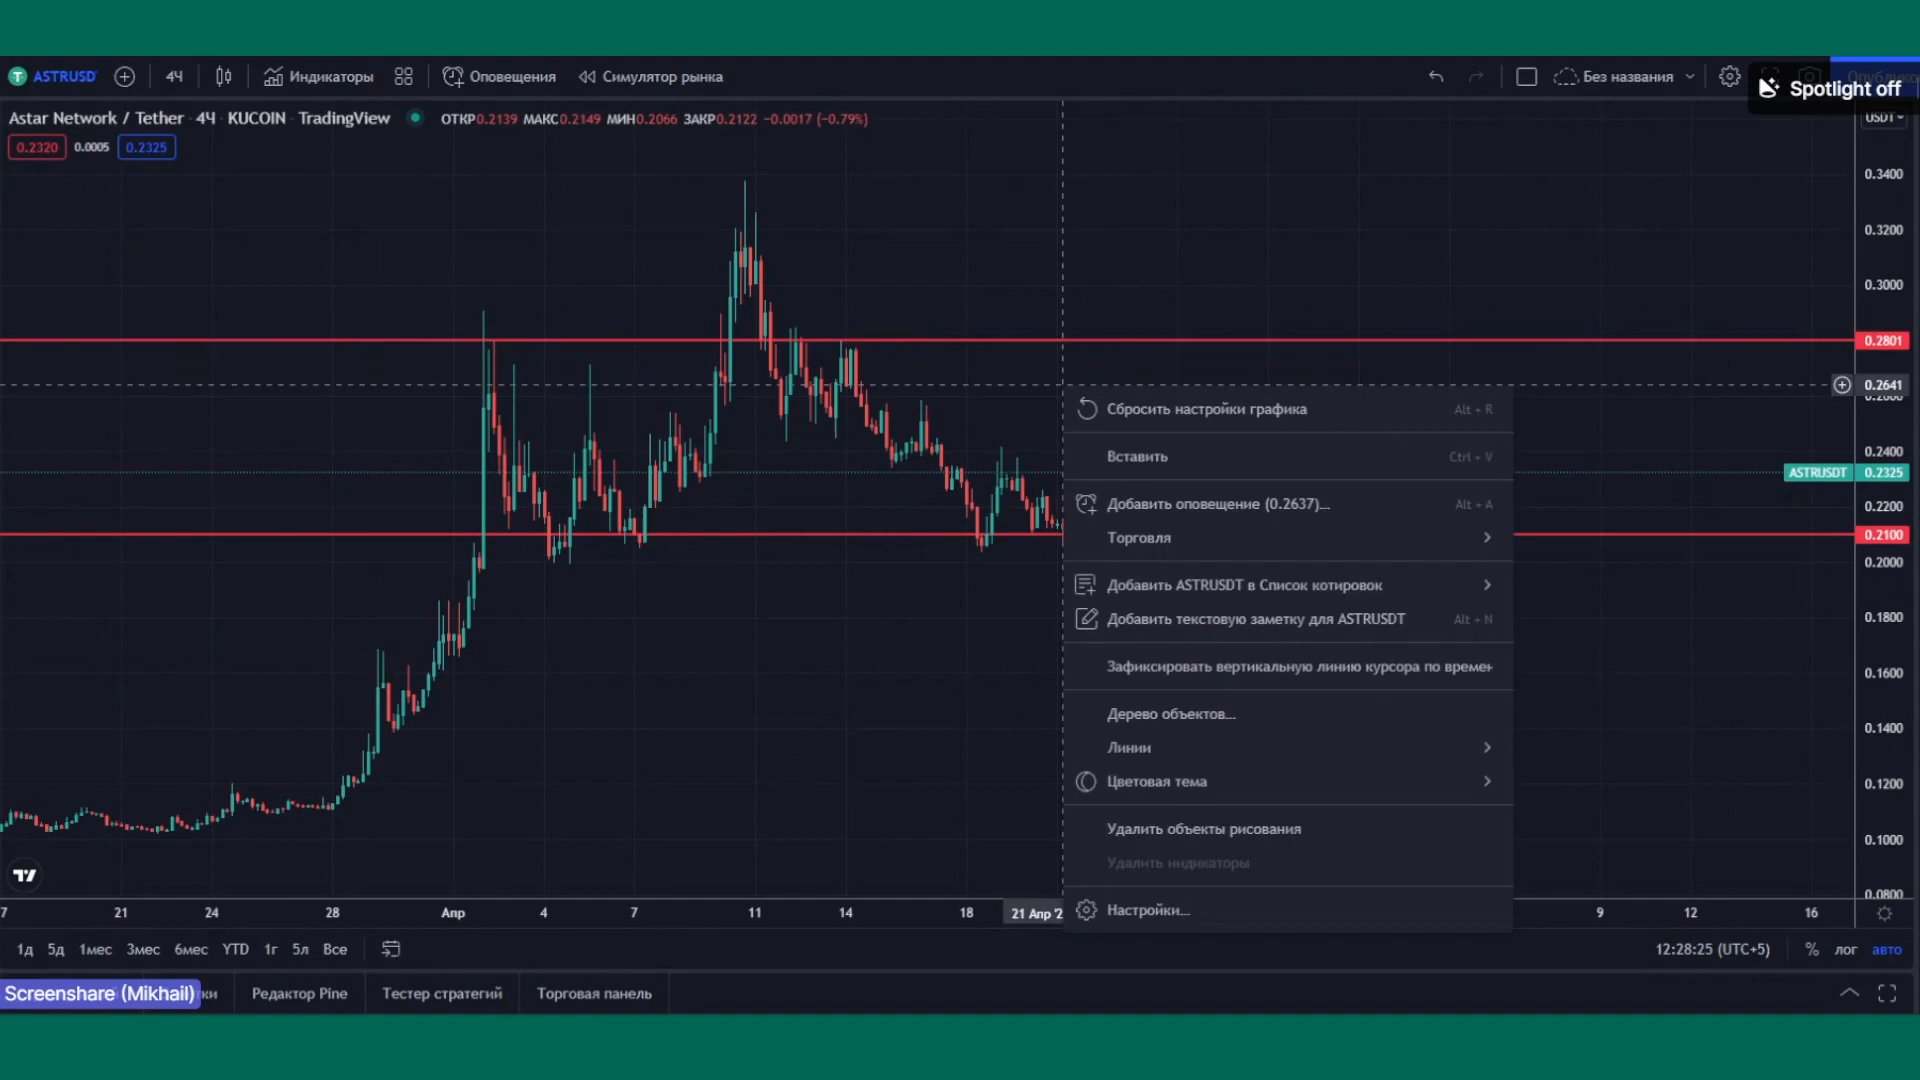 ASTRUSD
4Ч
Индикаторы
Оповещения
Симулятор рынка
Без названия
Spotlight off
Astar Network / Tether 4Ч KUCOIN TradingView
ОТКР0.2139 МАКС0.2149 МИН0.2066 ЗАКР0.2122 −0.0017 (−0.79%)
USDT
0.2320 0.0005 0.2325
0.3400
0.3200
0.3000
0.2801
0.2641
0.2600
0.2400
ASTRUSDT 0.2325
0.2200
0.2100
0.2000
0.1800
0.1600
0.1400
0.1200
0.1000
0.0800
Сбросить настройки графика Alt + R
Вставить Ctrl + V
Добавить оповещение (0.2637)... Alt + A
Торговля
Добавить ASTRUSDT в Список котировок
Добавить текстовую заметку для ASTRUSDT Alt + N
Зафиксировать вертикальную линию курсора по времен
Дерево объектов...
Линии
Цветовая тема
Удалить объекты рисования
Удалить индикаторы
Настройки...
7 21 24 28 Апр 4 7 11 14 18 21 Апр '2 9 12 16
1д 5д 1мес 3мес 6мес YTD 1г 5л Все
12:28:25 (UTC+5) % лог авто
Screenshare (Mikhail)
ки
Редактор Pine
Тестер стратегий
Торговая панель